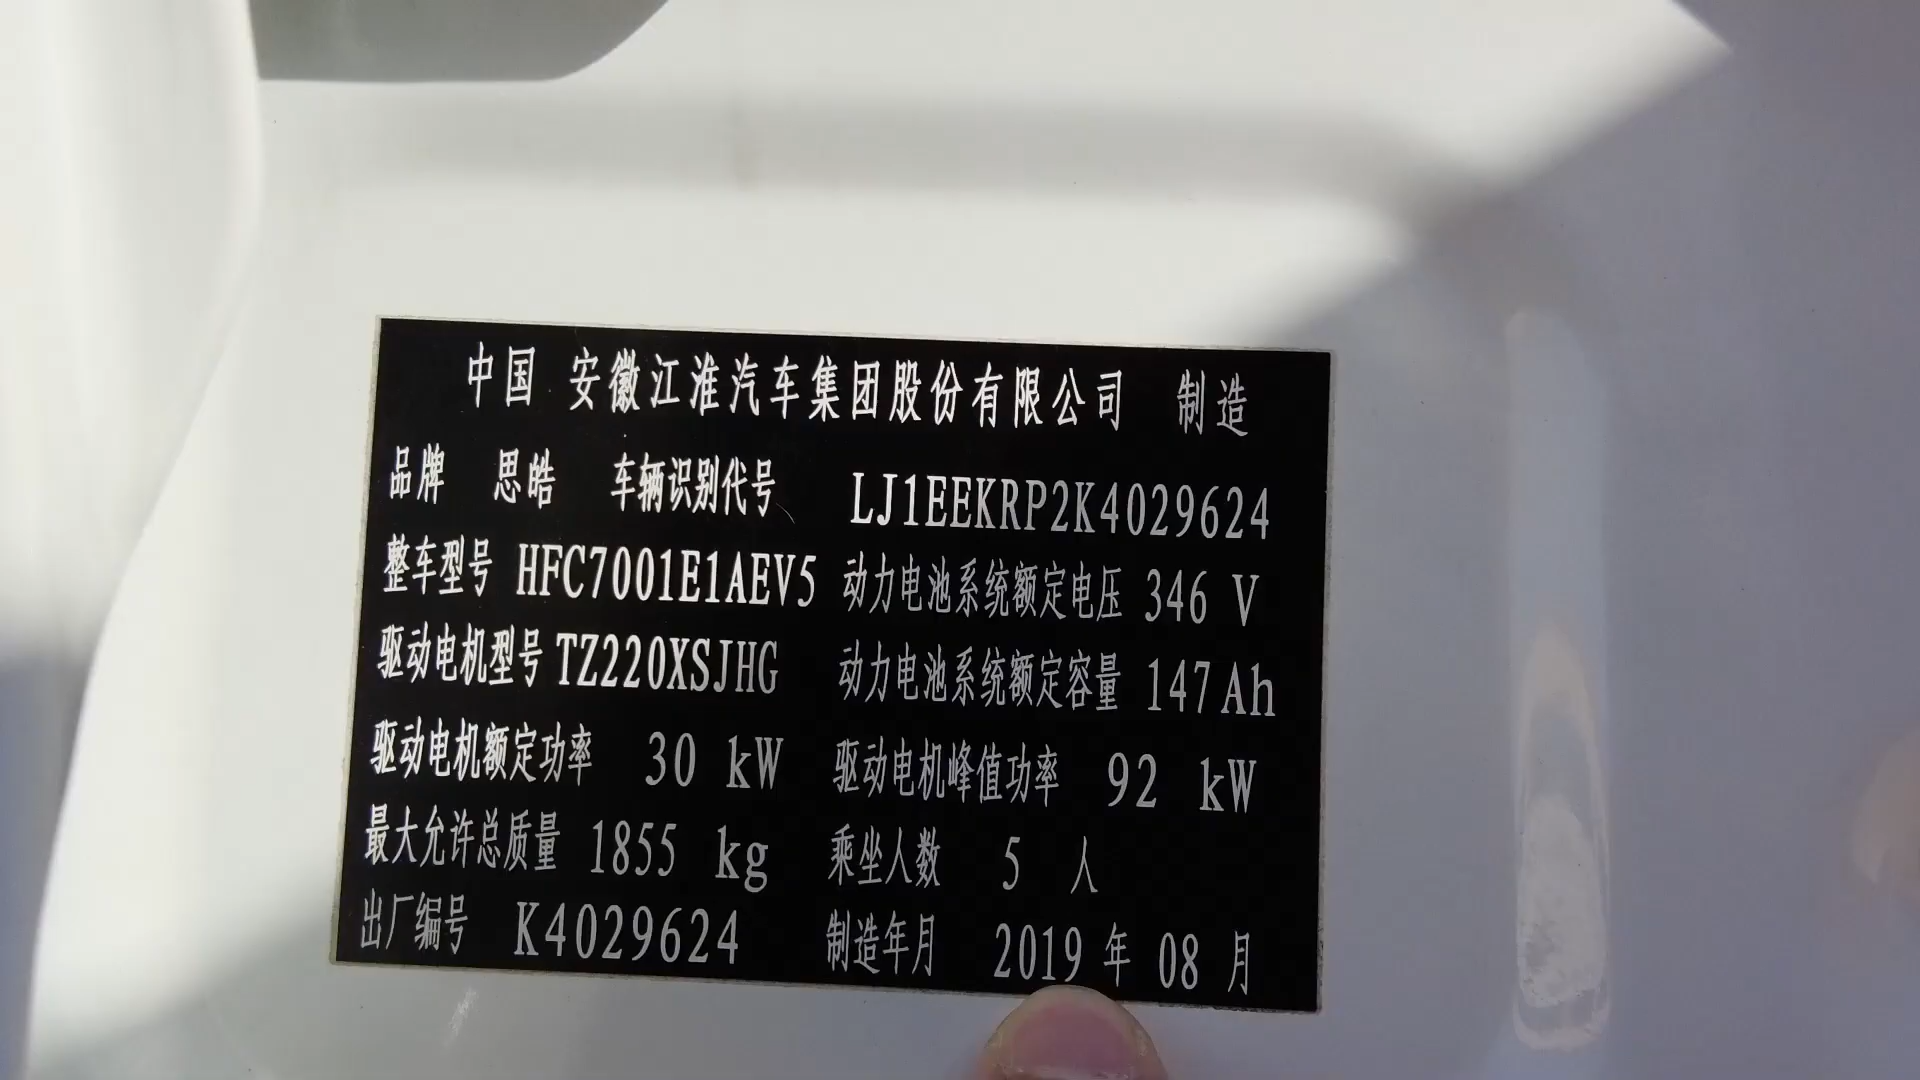 中国 安徽江淮汽车集团股份有限公司 制造
品牌 思皓 车辆识别代号 LJ1EEKRP2K4029624
整车型号 HFC7001E1AEV5 动力电池系统额定电压 346 V
驱动电机型号 TZ220XSJHG 动力电池系统额定容量 147Ah
驱动电机额定功率 30 kW 驱动电机峰值功率 92 kW
最大允许总质量 1855 kg 乘坐人数 5 人
出厂编号 K4029624 制造年月 2019 年 08 月